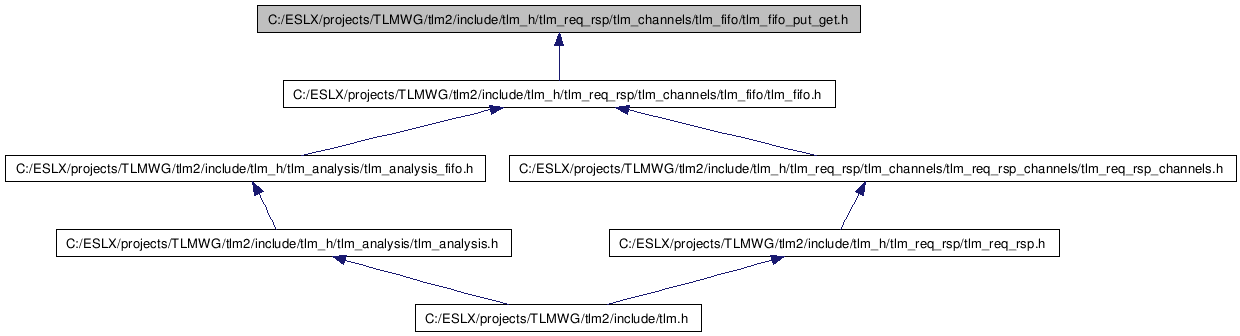 C:/ESLX/projects/TLMWG/tlm2/include/tlm_h/tlm_req_rsp/tlm_channels/tlm_fifo/tlm_fifo_put_get.h
C:/ESLX/projects/TLMWG/tlm2/include/tlm_h/tlm_req_rsp/tlm_channels/tlm_fifo/tlm_fifo.h
C:/ESLX/projects/TLMWG/tlm2/include/tlm_h/tlm_analysis/tlm_analysis_fifo.h
C:/ESLX/projects/TLMWG/tlm2/include/tlm_h/tlm_req_rsp/tlm_channels/tlm_req_rsp_channels/tlm_req_rsp_channels.h
C:/ESLX/projects/TLMWG/tlm2/include/tlm_h/tlm_analysis/tlm_analysis.h
C:/ESLX/projects/TLMWG/tlm2/include/tlm_h/tlm_req_rsp/tlm_req_rsp.h
C:/ESLX/projects/TLMWG/tlm2/include/tlm.h